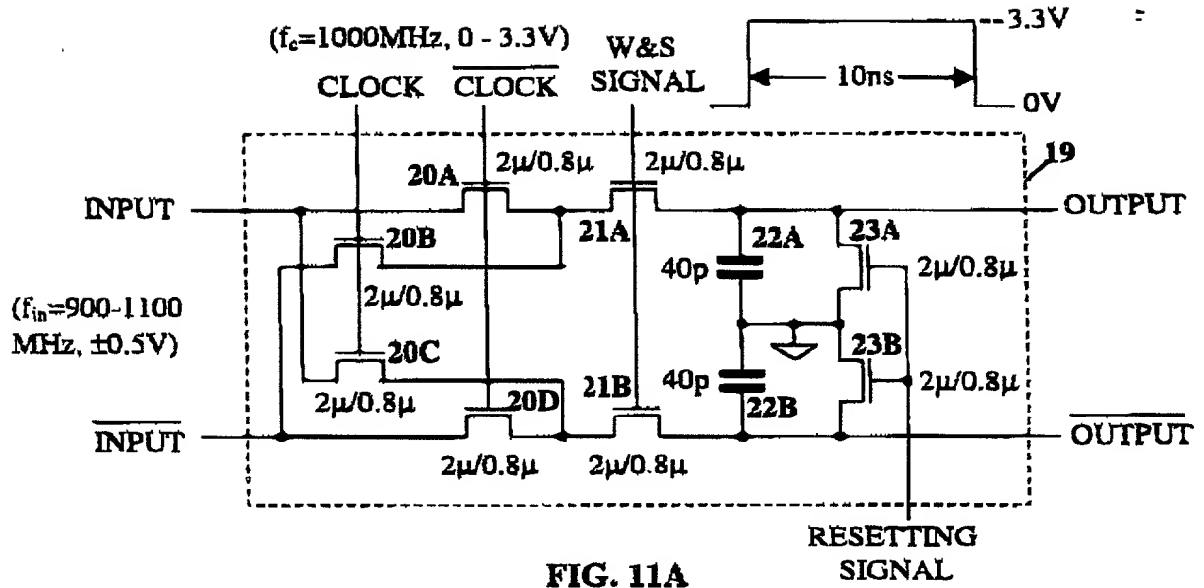 (fc=1000MHz, 0 - 3.3V)
W&S
SIGNAL
3.3V
10ns
0V
CLOCK
CLOCK
19
2μ/0.8μ
2μ/0.8μ
20A
INPUT
OUTPUT
21A
22A
23A
20B
40p
2μ/0.8μ
2μ/0.8μ
(fin=900-1100
MHz, ±0.5V)
20C
23B
21B
40p
2μ/0.8μ
2μ/0.8μ
20D
22B
INPUT
OUTPUT
2μ/0.8μ
2μ/0.8μ
RESETTING
SIGNAL
FIG. 11A